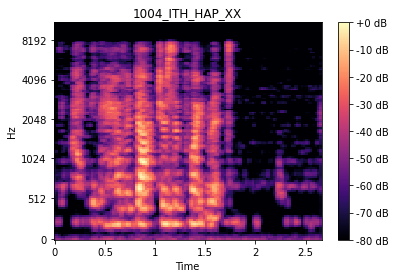 1004_ITH_HAP_XX
Hz
8192
4096
2048
1024
512
0
0 0.5 1 1.5 2 2.5
Time
+0 dB
-10 dB
-20 dB
-30 dB
-40 dB
-50 dB
-60 dB
-70 dB
-80 dB